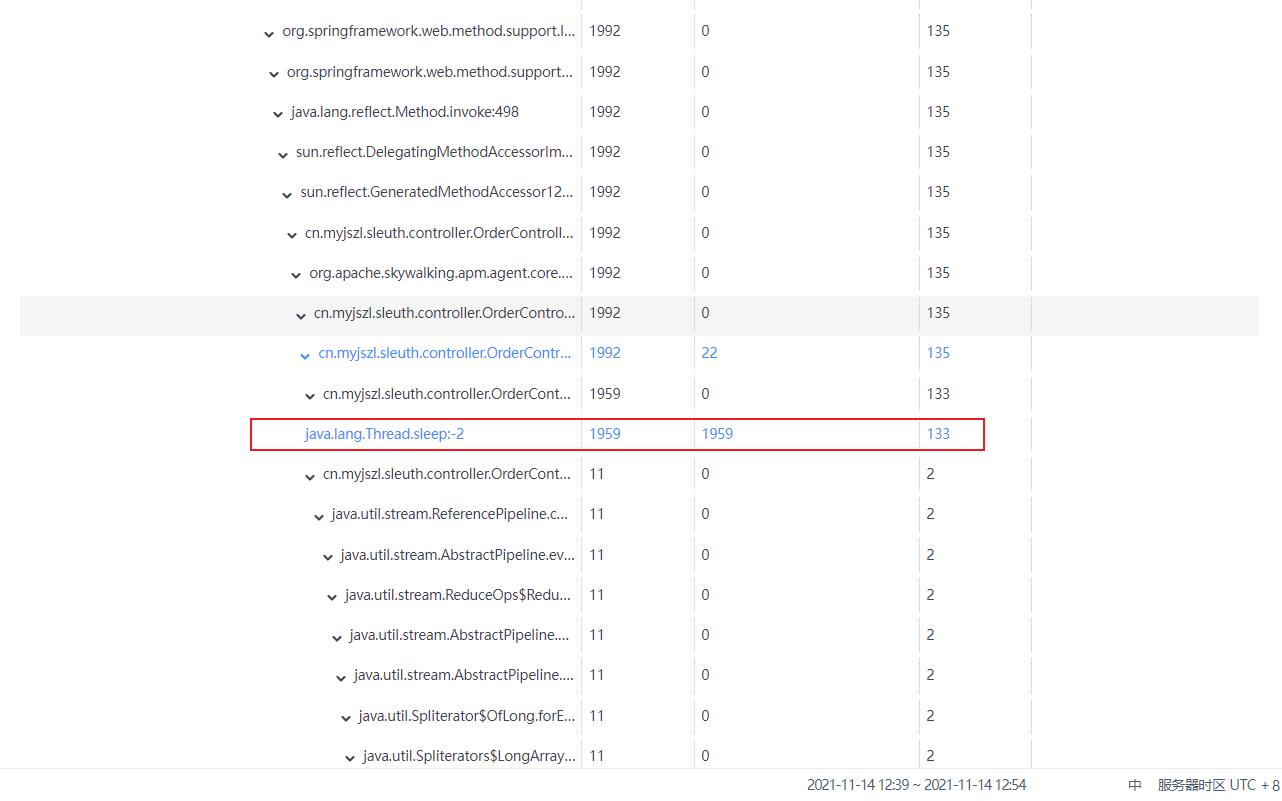 org.springframework.web.method.support.I... 1992 0 135
org.springframework.web.method.support... 1992 0 135
java.lang.reflect.Method.invoke:498 1992 0 135
sun.reflect.DelegatingMethodAccessorIm... 1992 0 135
sun.reflect.GeneratedMethodAccessor12... 1992 0 135
cn.myjszl.sleuth.controller.OrderControll... 1992 0 135
org.apache.skywalking.apm.agent.core.... 1992 0 135
cn.myjszl.sleuth.controller.OrderContro... 1992 0 135
cn.myjszl.sleuth.controller.OrderContr... 1992 22 135
cn.myjszl.sleuth.controller.OrderCont... 1959 0 133
java.lang.Thread.sleep:-2 1959 1959 133
cn.myjszl.sleuth.controller.OrderCont... 11 0 2
java.util.stream.ReferencePipeline.c... 11 0 2
java.util.stream.AbstractPipeline.ev... 11 0 2
java.util.stream.ReduceOps$Redu... 11 0 2
java.util.stream.AbstractPipeline.... 11 0 2
java.util.stream.AbstractPipeline.... 11 0 2
java.util.Spliterator$OfLong.forE... 11 0 2
java.util.Spliterators$LongArray... 11 0 2
2021-11-14 12:39 ~ 2021-11-14 12:54 中 服务器时区 UTC + 8